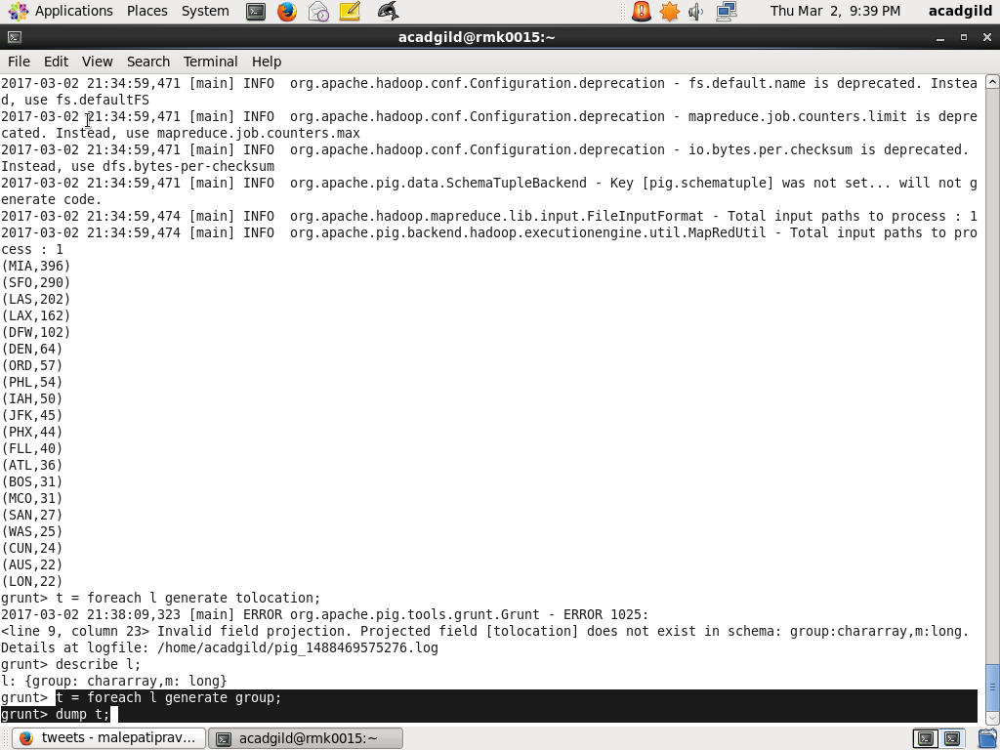 Applications Places System Thu Mar 2, 9:39 PM acadgild
acadgild@rmk0015:~
File Edit View Search Terminal Help
2017-03-02 21:34:59,471 [main] INFO  org.apache.hadoop.conf.Configuration.deprecation - fs.default.name is deprecated. Instea
d, use fs.defaultFS
2017-03-02 21:34:59,471 [main] INFO  org.apache.hadoop.conf.Configuration.deprecation - mapreduce.job.counters.limit is depre
cated. Instead, use mapreduce.job.counters.max
2017-03-02 21:34:59,471 [main] INFO  org.apache.hadoop.conf.Configuration.deprecation - io.bytes.per.checksum is deprecated.
Instead, use dfs.bytes-per-checksum
2017-03-02 21:34:59,471 [main] INFO  org.apache.pig.data.SchemaTupleBackend - Key [pig.schematuple] was not set... will not g
enerate code.
2017-03-02 21:34:59,474 [main] INFO  org.apache.hadoop.mapreduce.lib.input.FileInputFormat - Total input paths to process : 1
2017-03-02 21:34:59,474 [main] INFO  org.apache.pig.backend.hadoop.executionengine.util.MapRedUtil - Total input paths to pro
cess : 1
(MIA,396)
(SFO,290)
(LAS,202)
(LAX,162)
(DFW,102)
(DEN,64)
(ORD,57)
(PHL,54)
(IAH,50)
(JFK,45)
(PHX,44)
(FLL,40)
(ATL,36)
(BOS,31)
(MCO,31)
(SAN,27)
(WAS,25)
(CUN,24)
(AUS,22)
(LON,22)
grunt> t = foreach l generate tolocation;
2017-03-02 21:38:09,323 [main] ERROR org.apache.pig.tools.grunt.Grunt - ERROR 1025:
<line 9, column 23> Invalid field projection. Projected field [tolocation] does not exist in schema: group:chararray,m:long.
Details at logfile: /home/acadgild/pig_1488469575276.log
grunt> describe l;
l: {group: chararray,m: long}
grunt> t = foreach l generate group;
grunt> dump t;
tweets - malepatiprav... acadgild@rmk0015:~